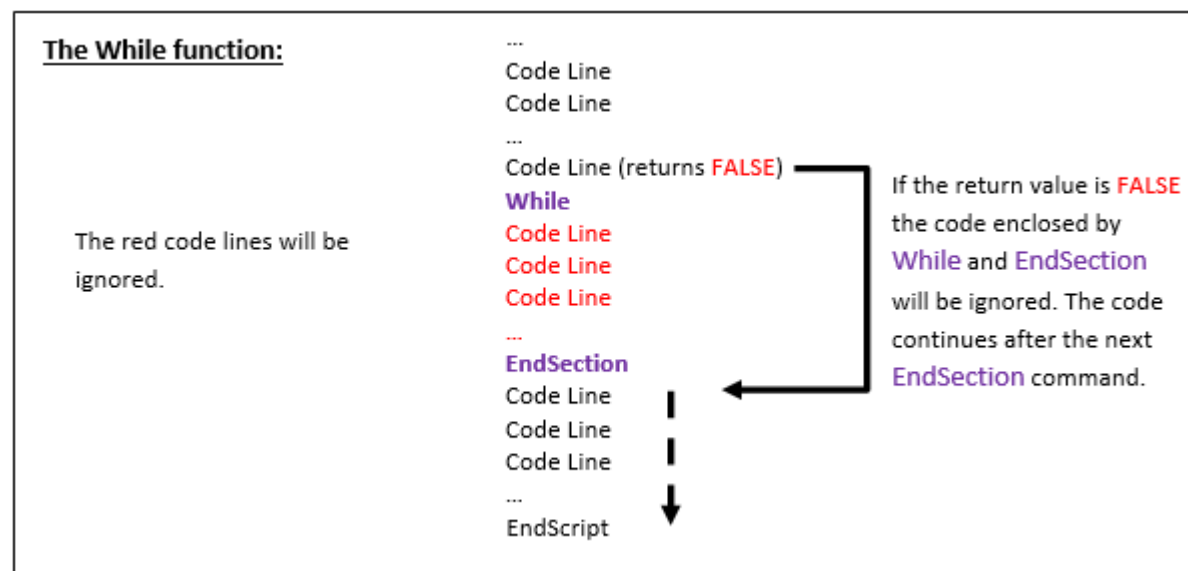 The While function:
...
Code Line
Code Line
...
Code Line (returns FALSE)
While
Code Line
Code Line
Code Line
...
EndSection
Code Line
Code Line
Code Line
...
EndScript
The red code lines will be
ignored.
If the return value is FALSE
the code enclosed by
While and EndSection
will be ignored. The code
continues after the next
EndSection command.